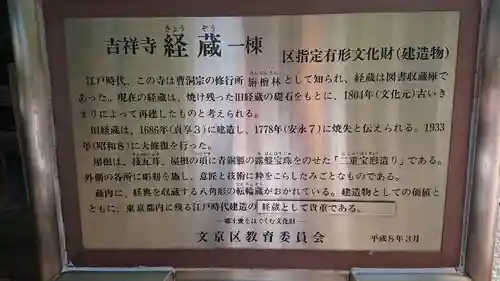 きょう ぞう
吉祥寺 経蔵 一棟 区指定有形文化財(建造物)
せんだんりん
江戸時代、この寺は曹洞宗の修行所 旃檀林として知られ、経蔵は図書収蔵庫で
あった。現在の経蔵は、焼け残った旧経蔵の礎石をもとに、1804年(文化元)古いき
まりによって再建したものと考えられる。
旧経蔵は、1686年(貞享3)に建造し、1778年(安永7)に焼失と伝えられる。1933
年(昭和8)に大修復を行った。
屋根は、桟瓦葺、屋根の頂に青銅製の露盤宝珠をのせた「二重宝形造り」である。
外側の各所に彫刻を施し、意匠と技術に粋をこらしたみごとなものである。
蔵内に、経典を収蔵する八角形の転輪蔵がおかれている。建造物としての価値と
ともに、東京都内に残る江戸時代建造の経蔵として貴重である。
―郷土愛をはぐくむ文化財―
文京区教育委員会 平成8年3月